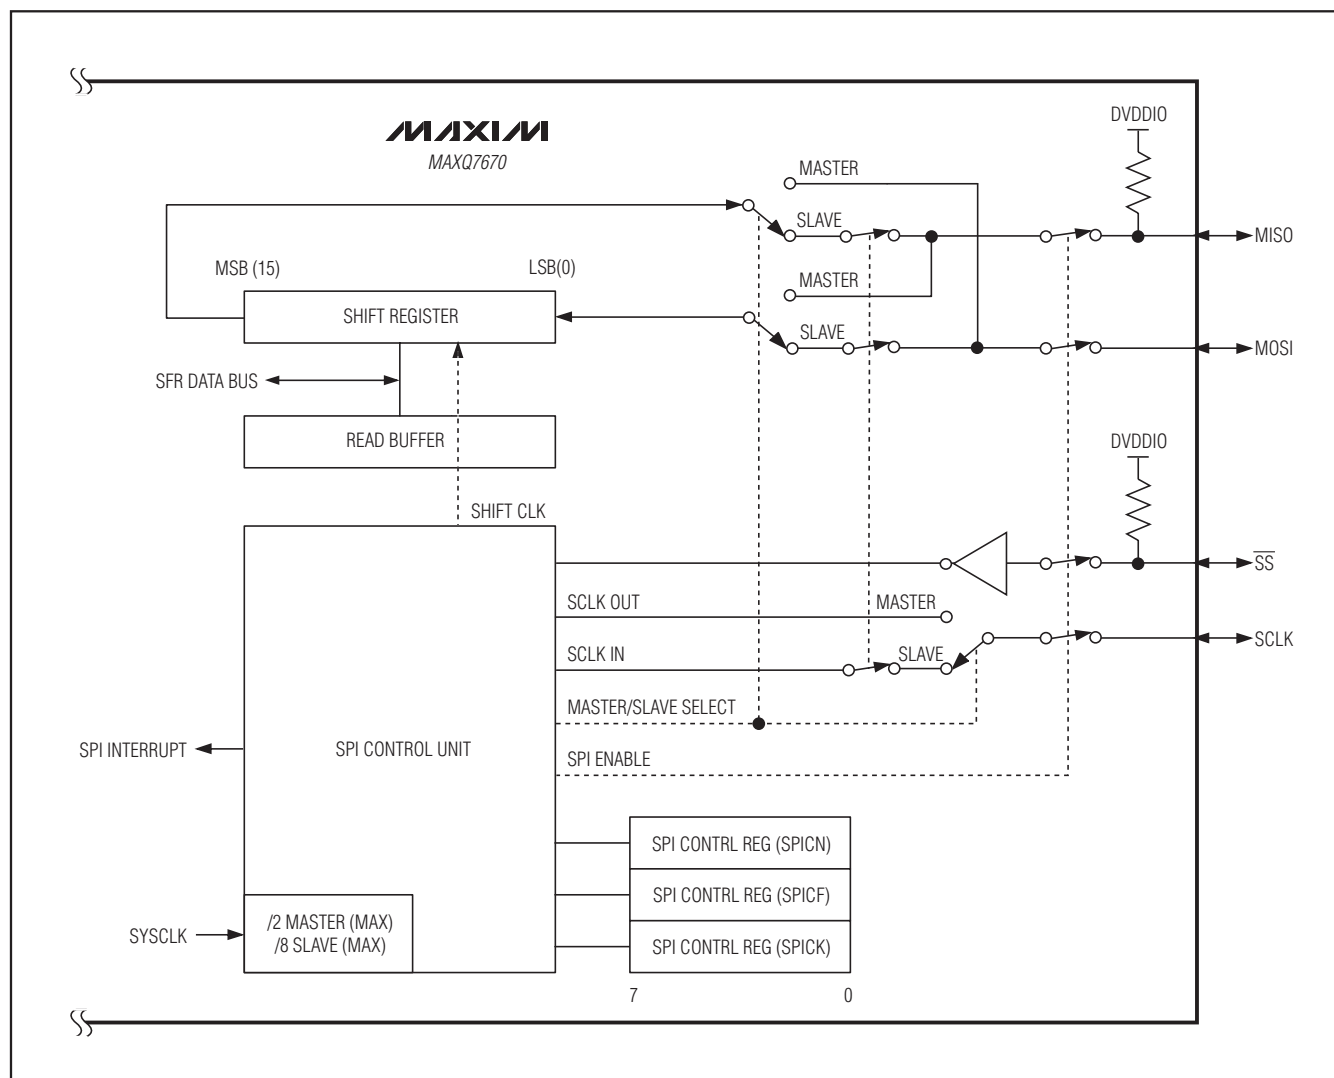 DVDDIO
MAXIM
MAXQ7670
MASTER
SLAVE
MISO
MSB (15)
LSB(0)
MASTER
SHIFT REGISTER
SLAVE
MOSI
SFR DATA BUS
READ BUFFER
DVDDIO
SHIFT CLK
SS
SCLK OUT
MASTER
SCLK
SCLK IN
SLAVE
MASTER/SLAVE SELECT
SPI INTERRUPT
SPI CONTROL UNIT
SPI ENABLE
SPI CONTRL REG (SPICN)
SPI CONTRL REG (SPICF)
SYSCLK
/2 MASTER (MAX)
/8 SLAVE (MAX)
SPI CONTRL REG (SPICK)
7
0